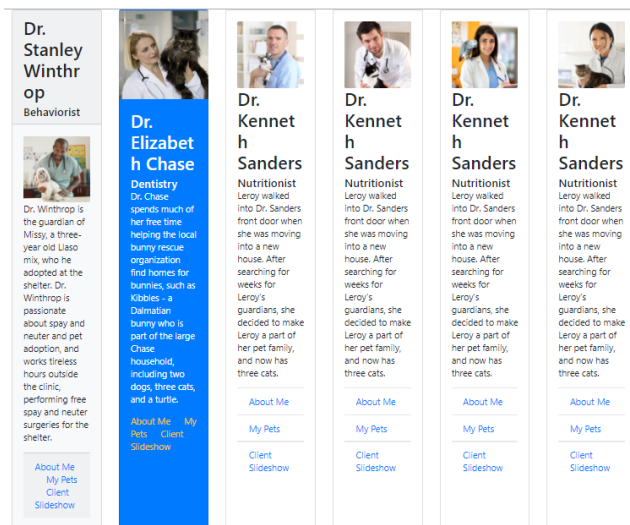 Dr.
Stanley
Winthr
op
Behaviorist
Dr. Winthrop is
the guardian of
Missy, a three-
year old Llaso
mix, who he
adopted at the
shelter. Dr.
Winthrop is
passionate
about spay and
neuter and pet
adoption, and
works tireless
hours outside
the clinic,
performing free
spay and neuter
surgeries for the
shelter.
About Me
My Pets
Client
Slideshow
Dr.
Elizabet
h Chase
Dentistry
Dr. Chase
spends much of
her free time
helping the local
bunny rescue
organization
find homes for
bunnies, such as
Kibbles - a
Dalmatian
bunny who is
part of the large
Chase
household,
including two
dogs, three cats,
and a turtle.
About Me My
Pets Client
Slideshow
Dr.
Kennet
h
Sanders
Nutritionist
Leroy walked
into Dr. Sanders
front door when
she was moving
into a new
house. After
searching for
weeks for
Leroy's
guardians, she
decided to make
Leroy a part of
her pet family,
and now has
three cats.
About Me
My Pets
Client
Slideshow
Dr.
Kennet
h
Sanders
Nutritionist
Leroy walked
into Dr. Sanders
front door when
she was moving
into a new
house. After
searching for
weeks for
Leroy's
guardians, she
decided to make
Leroy a part of
her pet family,
and now has
three cats.
About Me
My Pets
Client
Slideshow
Dr.
Kennet
h
Sanders
Nutritionist
Leroy walked
into Dr. Sanders
front door when
she was moving
into a new
house. After
searching for
weeks for
Leroy's
guardians, she
decided to make
Leroy a part of
her pet family,
and now has
three cats.
About Me
My Pets
Client
Slideshow
Dr.
Kennet
h
Sanders
Nutritionist
Leroy walked
into Dr. Sanders
front door when
she was moving
into a new
house. After
searching for
weeks for
Leroy's
guardians, she
decided to make
Leroy a part of
her pet family,
and now has
three cats.
About Me
My Pets
Client
Slideshow